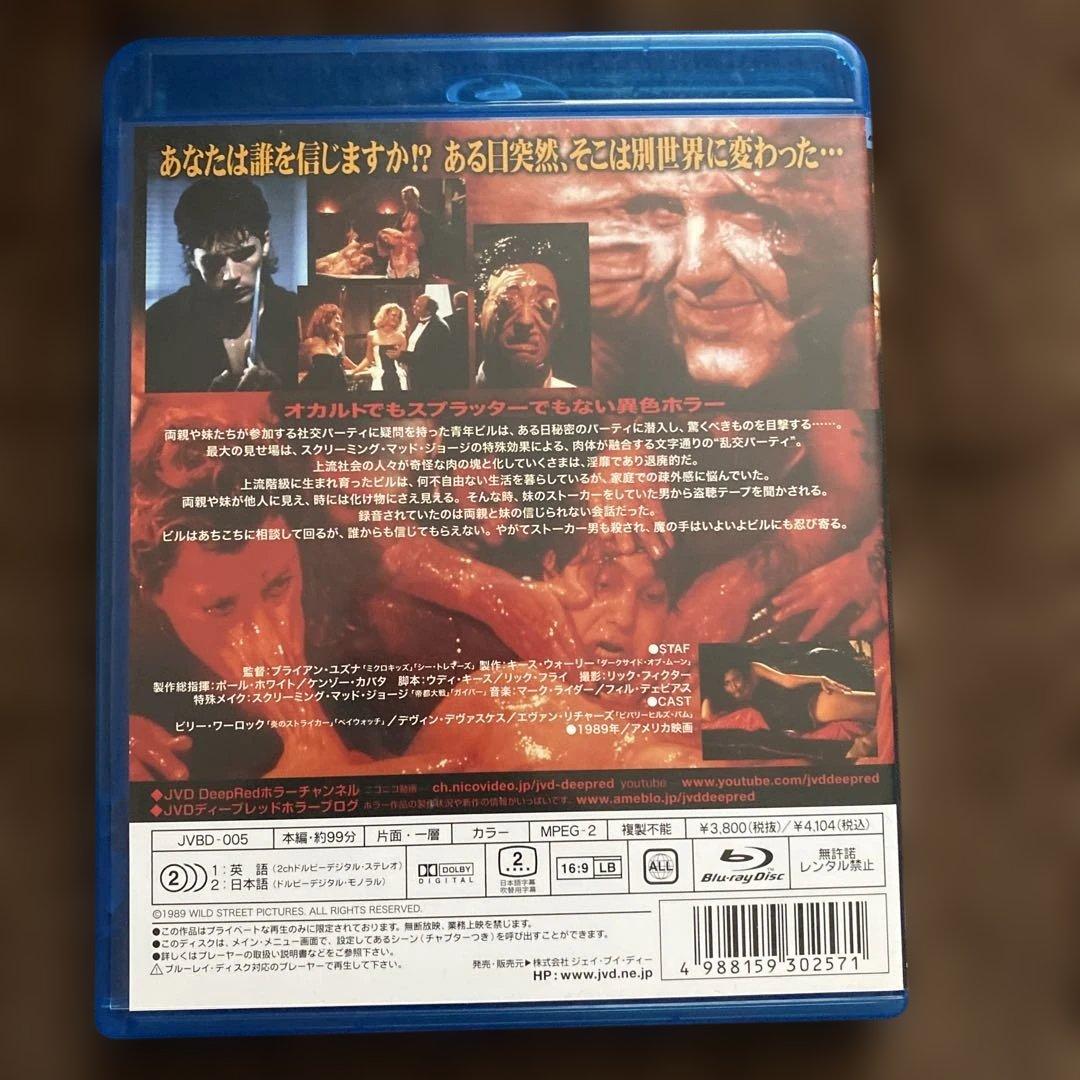 あなたは誰を信じますか!? ある日突然、そこは別世界に変わった…
オカルトでもスプラッターでもない異色ホラー
両親や妹たちが参加する社交パーティに疑問を持った青年ビルは、ある日秘密のパーティに潜入し、驚くべきものを目撃する……。
最大の見せ場は、スクリーミング・マッド・ジョージの特殊効果による、肉体が融合する文字通りの“乱交パーティ”。
上流社会の人々が奇怪な肉の塊と化していくさまは、淫靡であり退廃的だ。
上流階級に生まれ育ったビルは、何不自由ない生活を暮らしているが、家庭での疎外感に悩んでいた。
両親や妹が他人に見え、時には化け物にさえ見える。そんな時、妹のストーカーをしていた男から盗聴テープを聞かされる。
録音されていたのは両親と妹の信じられない会話だった。
ビルはあちこちに相談して回るが、誰からも信じてもらえない。やがてストーカー男も殺され、魔の手はいよいよビルにも忍び寄る。
●STAF
監督：ブライアン・ユズナ「ミクロキッズ」「シー・トレマーズ」 製作：キース・ウォーリー「ダークサイド・オブ・ムーン」
製作総指揮：ポール・ホワイト／ケンゾー・カバタ 脚本：ウディ・キース／リック・フライ 撮影：リック・フィクター
特殊メイク：スクリーミング・マッド・ジョージ「帝都大戦」「ガイバー」 音楽：マーク・ライダー／フィル・デェビアス
●CAST
ビリー・ワーロック「炎のストライカー」「ベイウォッチ」／デヴィン・デヴァスケス／エヴァン・リチャーズ「ビバリーヒルズ・バム」
●1989年／アメリカ映画
◆JVD DeepRedホラーチャンネル ニコニコ動画 ch.nicovideo.jp/jvd-deepred youtube www.youtube.com/jvddeepred
◆JVDディープレッドホラーブログ ホラー作品の製作状況や新作の情報がいっぱいです。 www.ameblo.jp/jvddeepred
JVBD-005 本編・約99分 片面・一層 カラー MPEG-2 複製不能 ￥3,800(税抜)／￥4,104(税込)
2 1：英 語（2chドルビーデジタル・ステレオ）
2：日本語（ドルビーデジタル・モノラル）
DOLBY DIGITAL
2 日本語字幕 吹替用字幕
16:9 LB
ALL
Blu-ray Disc
無許諾
レンタル禁止
©1989 WILD STREET PICTURES. ALL RIGHTS RESERVED.
●この作品はプライベートな再生のみに限定されております。無断放映、業務上映を禁じます。
●このディスクは、メイン・メニュー画面で、設定してあるシーン（チャプターつき）を呼び出すことができます。
●詳しくはプレーヤーの取扱い説明書などをご参照下さい。
⚠ブルーレイ・ディスク対応のプレーヤーで再生して下さい。
発売・販売元▶株式会社 ジェイ・ブイ・ディー
HP：www.jvd.ne.jp
4 988159 302571